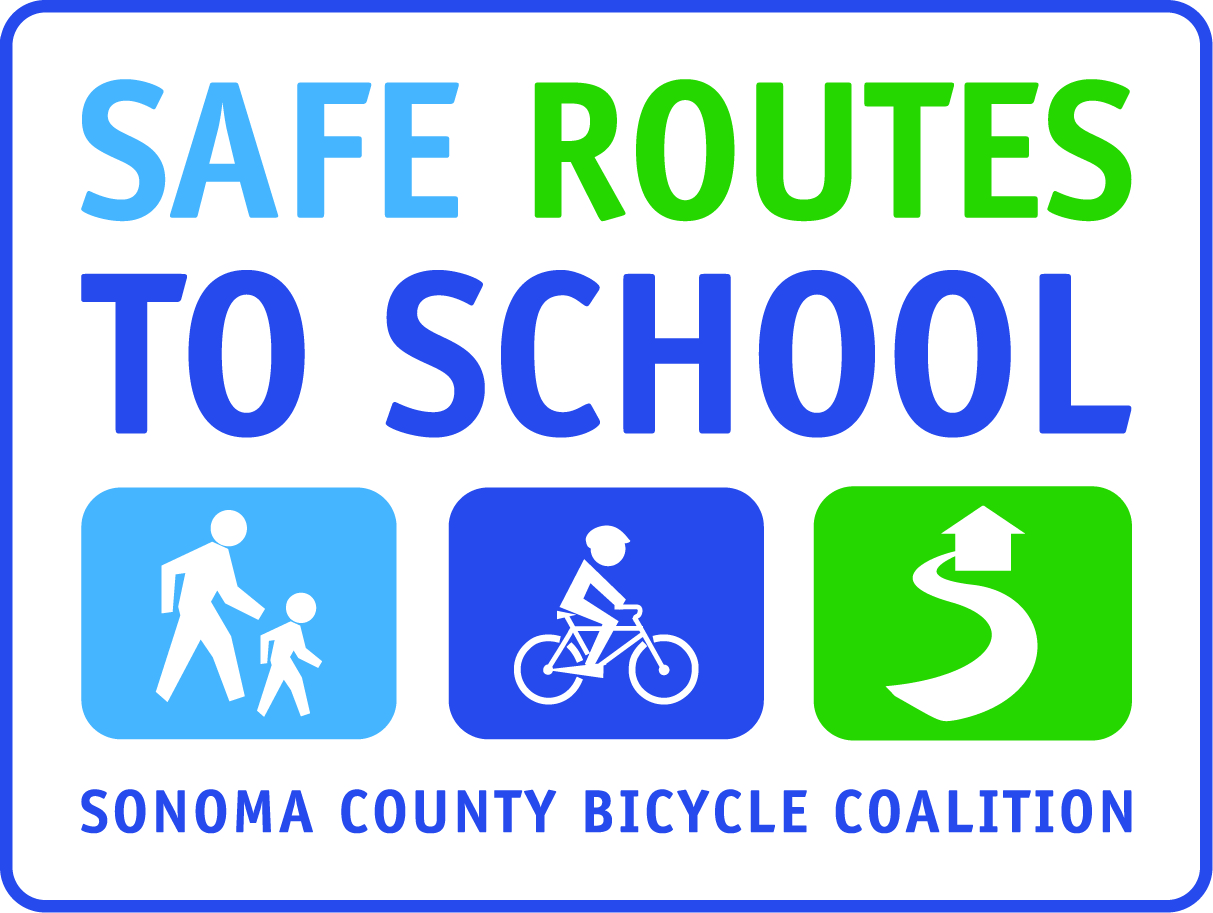 SAFE ROUTES
TO SCHOOL
SONOMA COUNTY BICYCLE COALITION